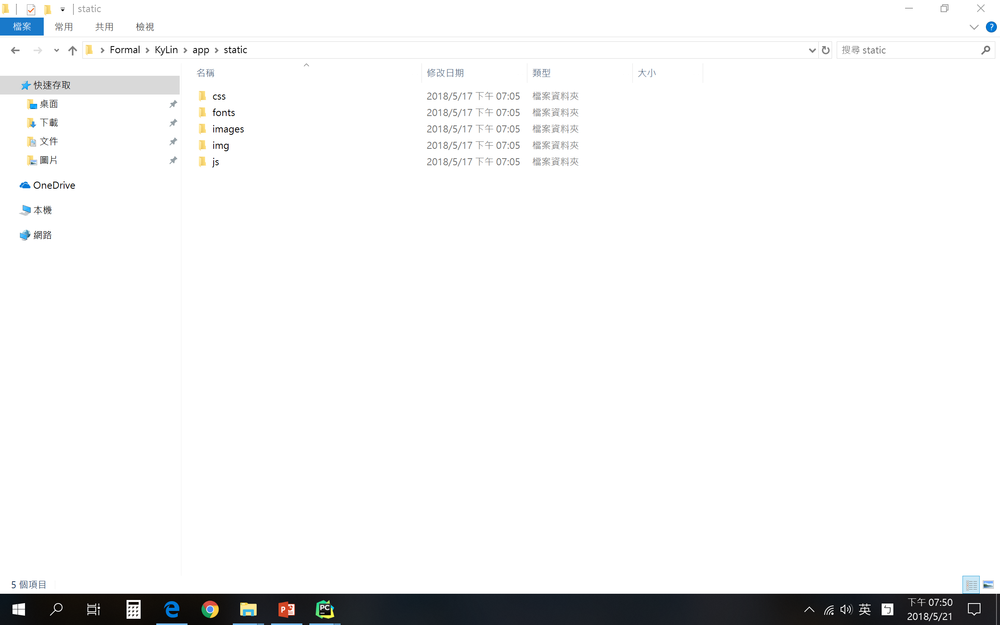 static
檔案 常用 共用 檢視
Formal KyLin app static 搜尋 static
名稱 修改日期 類型 大小
快速存取
桌面
下載
文件
圖片
OneDrive
本機
網路
css 2018/5/17 下午 07:05 檔案資料夾
fonts 2018/5/17 下午 07:05 檔案資料夾
images 2018/5/17 下午 07:05 檔案資料夾
img 2018/5/17 下午 07:05 檔案資料夾
js 2018/5/17 下午 07:05 檔案資料夾
5 個項目
P PC 英 ㄅ 下午 07:50
2018/5/21